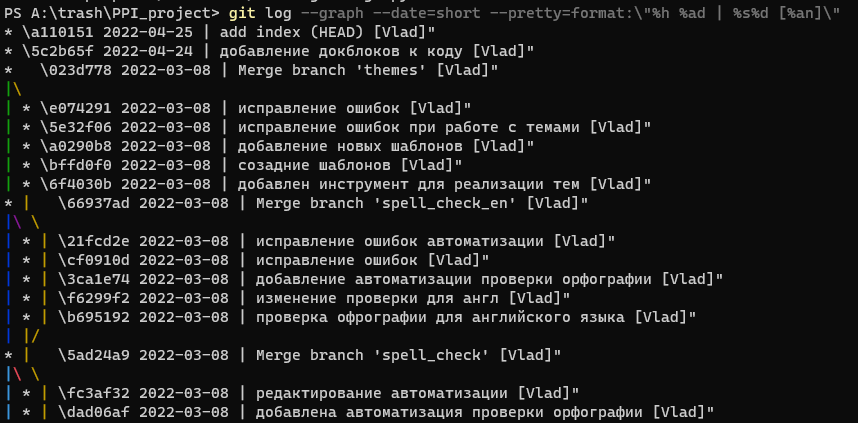 PS A:\trash\PPI_project> git log --graph --date=short --pretty=format:\"%h %ad | %s%d [%an]\"
* \a110151 2022-04-25 | add index (HEAD) [Vlad]"
* \5c2b65f 2022-04-24 | добавление докблоков к коду [Vlad]"
*   \023d778 2022-03-08 | Merge branch 'themes' [Vlad]"
|\
| * \e074291 2022-03-08 | исправление ошибок [Vlad]"
| * \5e32f06 2022-03-08 | исправление ошибок при работе с темами [Vlad]"
| * \a0290b8 2022-03-08 | добавление новых шаблонов [Vlad]"
| * \bffd0f0 2022-03-08 | созадние шаблонов [Vlad]"
| * \6f4030b 2022-03-08 | добавлен инструмент для реализации тем [Vlad]"
* |   \66937ad 2022-03-08 | Merge branch 'spell_check_en' [Vlad]"
|\ \
| * | \21fcd2e 2022-03-08 | исправление ошибок автоматизации [Vlad]"
| * | \cf0910d 2022-03-08 | исправление ошибок [Vlad]"
| * | \3ca1e74 2022-03-08 | добавление автоматизации проверки орфографии [Vlad]"
| * | \f6299f2 2022-03-08 | изменение проверки для англ [Vlad]"
| * | \b695192 2022-03-08 | проверка офрографии для английского языка [Vlad]"
| |/
* |   \5ad24a9 2022-03-08 | Merge branch 'spell_check' [Vlad]"
|\ \
| * | \fc3af32 2022-03-08 | редактирование автоматизации [Vlad]"
| * | \dad06af 2022-03-08 | добавлена автоматизация проверки орфографии [Vlad]"